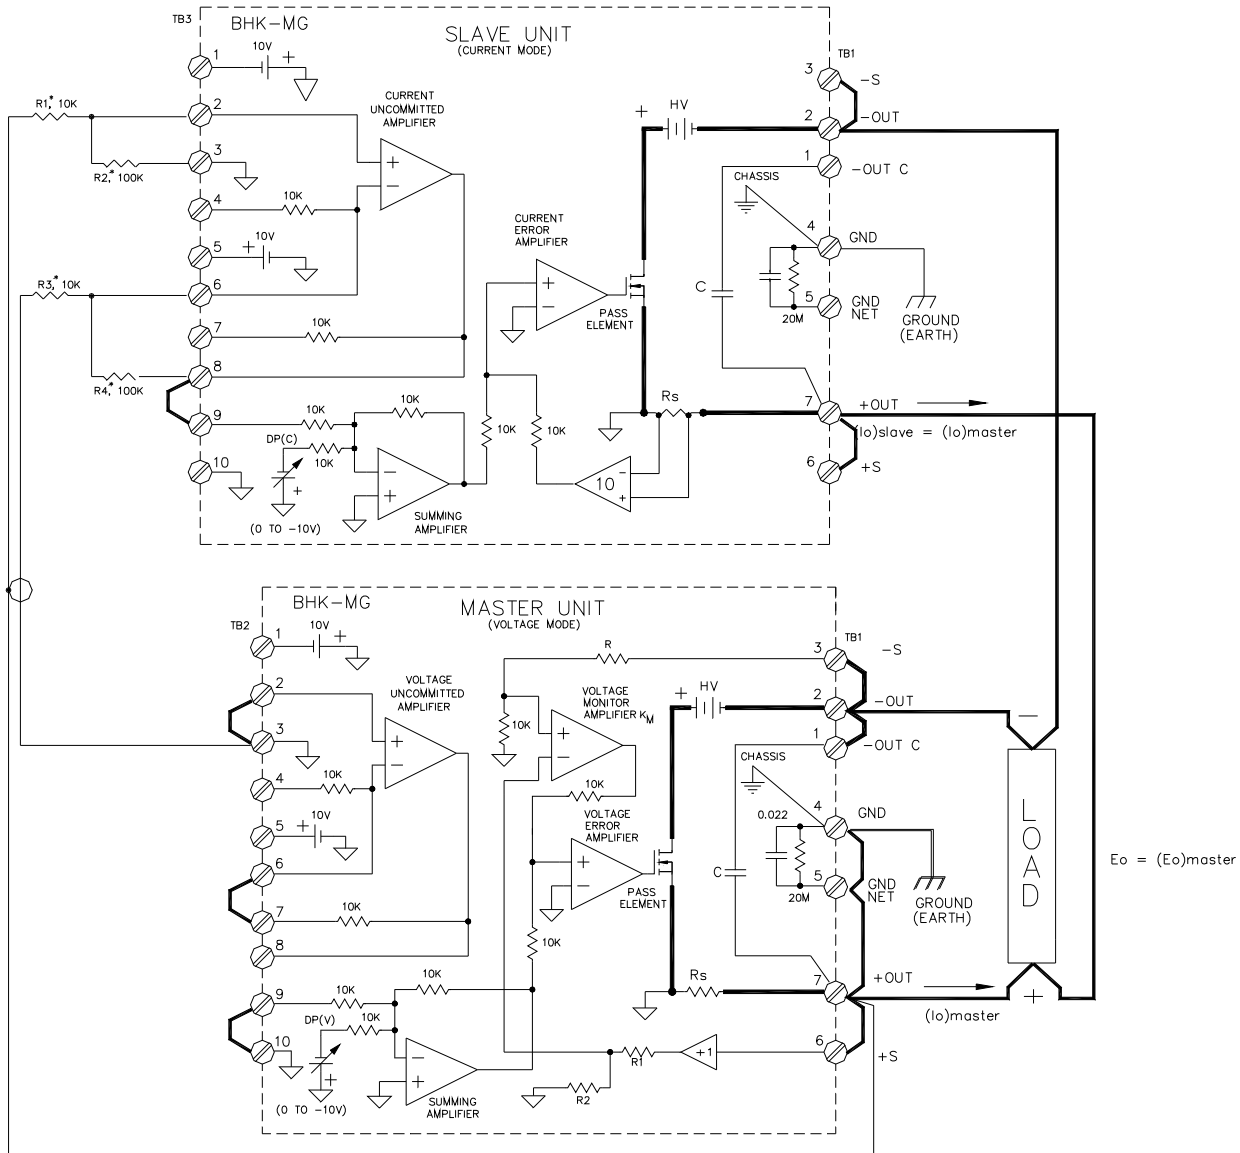 BHK-MG
SLAVE UNIT
(CURRENT MODE)
TB3
TB1
1
10V
+
2
R1,* 10K
3
R2,* 100K
CURRENT
UNCOMMITTED
AMPLIFIER
+
−
4
10K
5
+
10V
6
R3,* 10K
7
10K
8
R4,* 100K
9
10K
10K
DP(C)
10K
10
+
(0 TO −10V)
−
+
SUMMING
AMPLIFIER
10K
10K
10
−
+
CURRENT
ERROR
AMPLIFIER
+
−
PASS
ELEMENT
+
HV
Rs
C
3
−S
2
−OUT
1
−OUT C
CHASSIS
4
GND
5
GND
NET
20M
GROUND
(EARTH)
7
+OUT
(Io)slave = (Io)master
6
+S
BHK-MG
MASTER UNIT
(VOLTAGE MODE)
TB2
TB1
1
10V
+
2
3
4
10K
5
+
10V
6
7
10K
8
9
10K
10K
DP(V)
10K
10
+
(0 TO −10V)
−
+
SUMMING
AMPLIFIER
VOLTAGE
UNCOMMITTED
AMPLIFIER
+
−
R
10K
VOLTAGE
MONITOR
AMPLIFIER KM
+
−
10K
VOLTAGE
ERROR
AMPLIFIER
+
−
10K
PASS
ELEMENT
+
HV
Rs
C
R1
R2
+1
3
−S
2
−OUT
1
−OUT C
CHASSIS
4
GND
0.022
5
GND
NET
20M
GROUND
(EARTH)
7
+OUT
(Io)master
6
+S
−
LOAD
+
Eo = (Eo)master